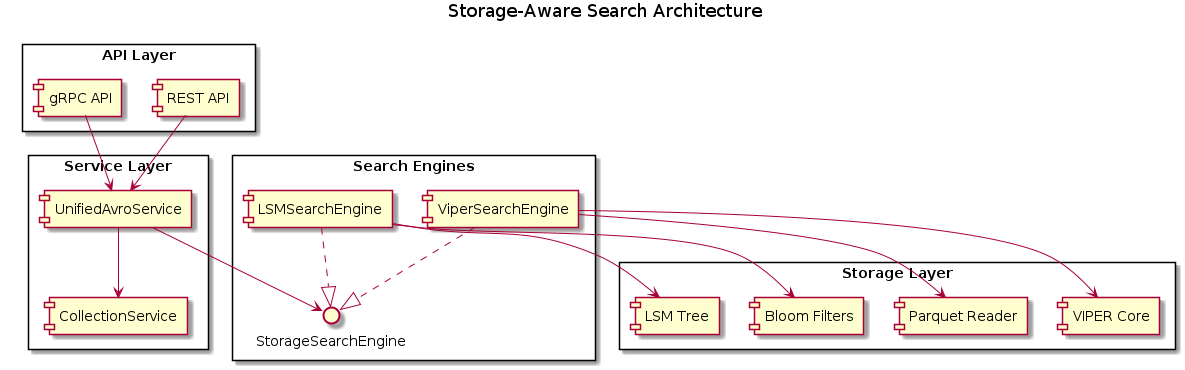 Storage-Aware Search Architecture
API Layer
gRPC API
REST API
Service Layer
Search Engines
UnifiedAvroService
LSMSearchEngine
ViperSearchEngine
Storage Layer
CollectionService
LSM Tree
Bloom Filters
Parquet Reader
VIPER Core
StorageSearchEngine